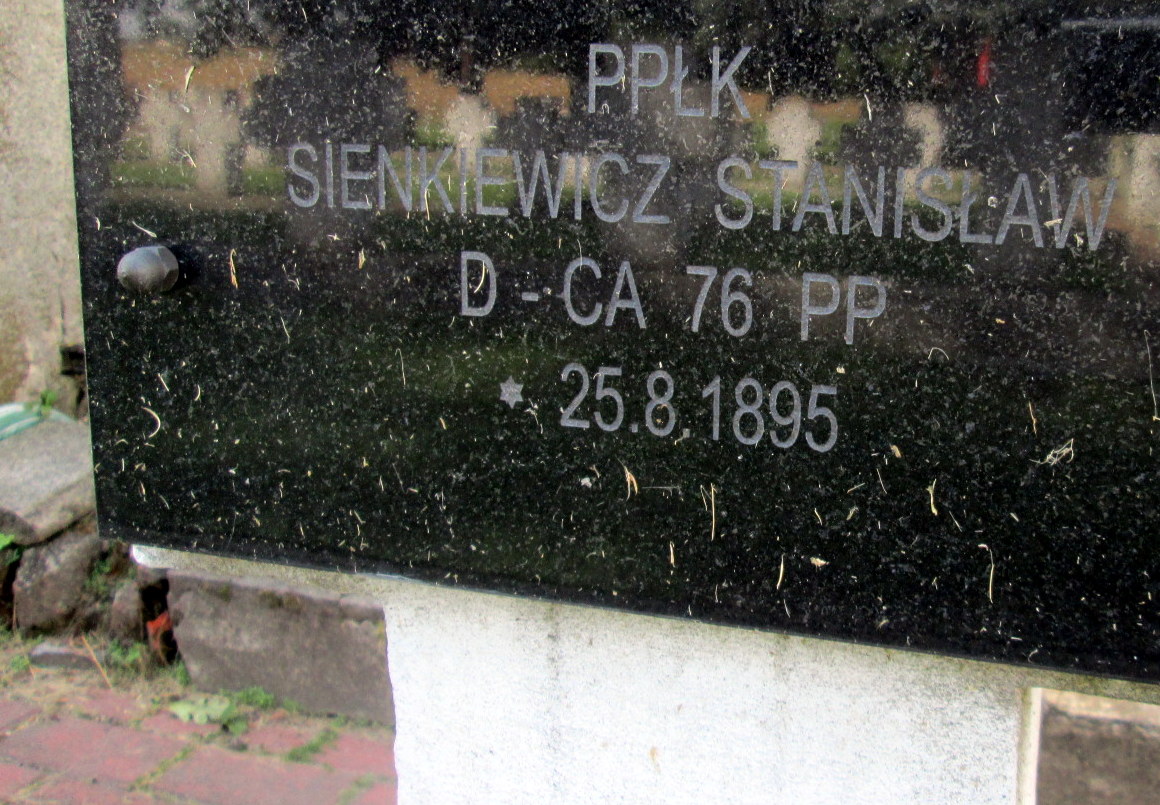 PPŁK
SIENKIEWICZ STANISŁAW
D - CA 76 PP
* 25.8.1895